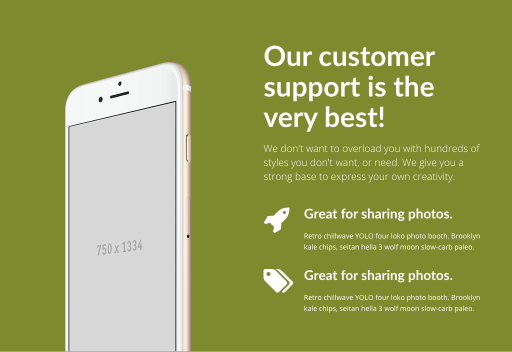 Our customer
support is the
very best!
We don't want to overload you with hundreds of
styles you don't want, or need. We give you a
strong base to express your own creativity.
Great for sharing photos.
Retro chillwave YOLO four loko photo booth. Brooklyn
kale chips, seitan hella 3 wolf moon slow-carb paleo.
750 x 1334
Great for sharing photos.
Retro chillwave YOLO four loko photo booth. Brooklyn
kale chips, seitan hella 3 wolf moon slow-carb paleo.